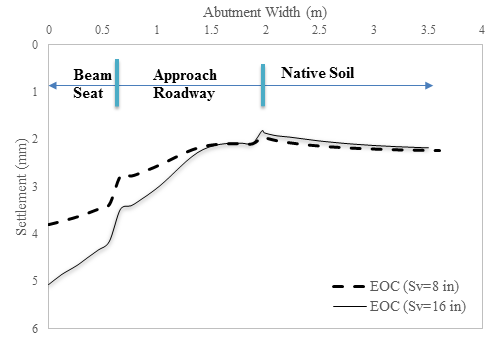 Abutment Width (m)
0 0.5 1 1.5 2 2.5 3 3.5 4
0
1
2
3
4
5
6
Settlement (mm)
Beam
Seat
Approach
Roadway
Native Soil
EOC (Sv=8 in)
EOC (Sv=16 in)